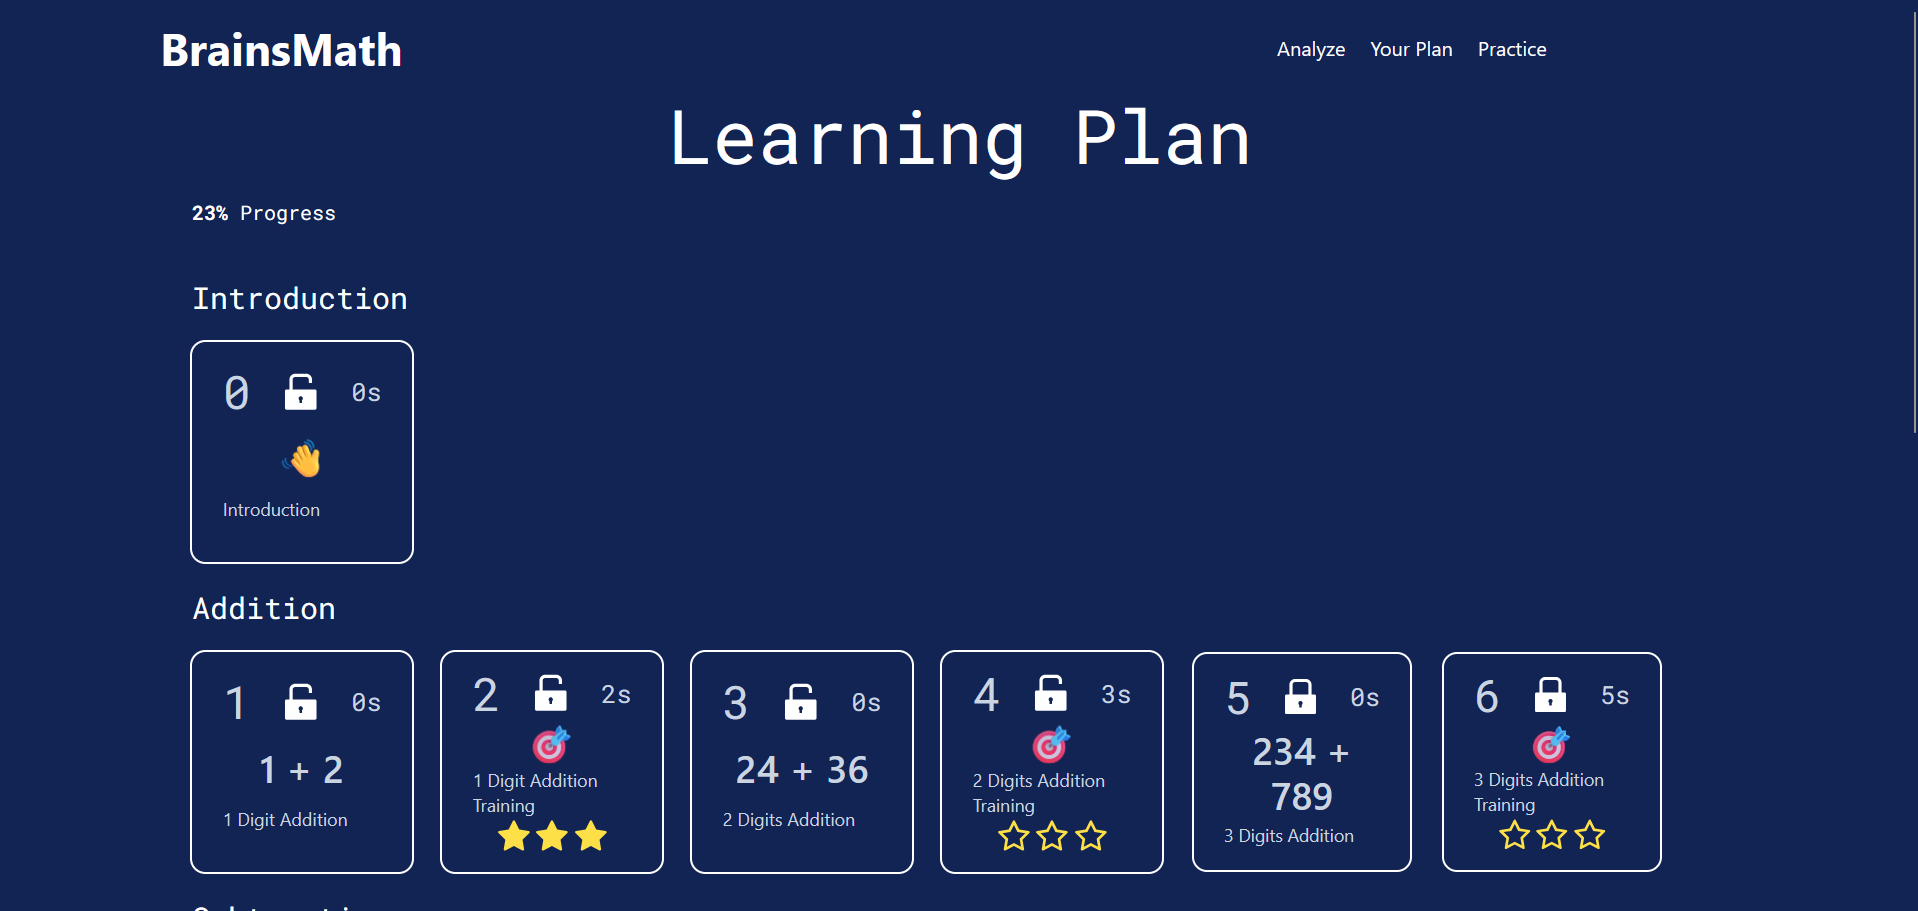 BrainsMath
Analyze Your Plan Practice
Learning Plan
23% Progress
Introduction
0 0s
Introduction
Addition
1 0s
1 + 2
1 Digit Addition
2 2s
1 Digit Addition
Training
3 0s
24 + 36
2 Digits Addition
4 3s
2 Digits Addition
Training
5 0s
234 +
789
3 Digits Addition
6 5s
3 Digits Addition
Training